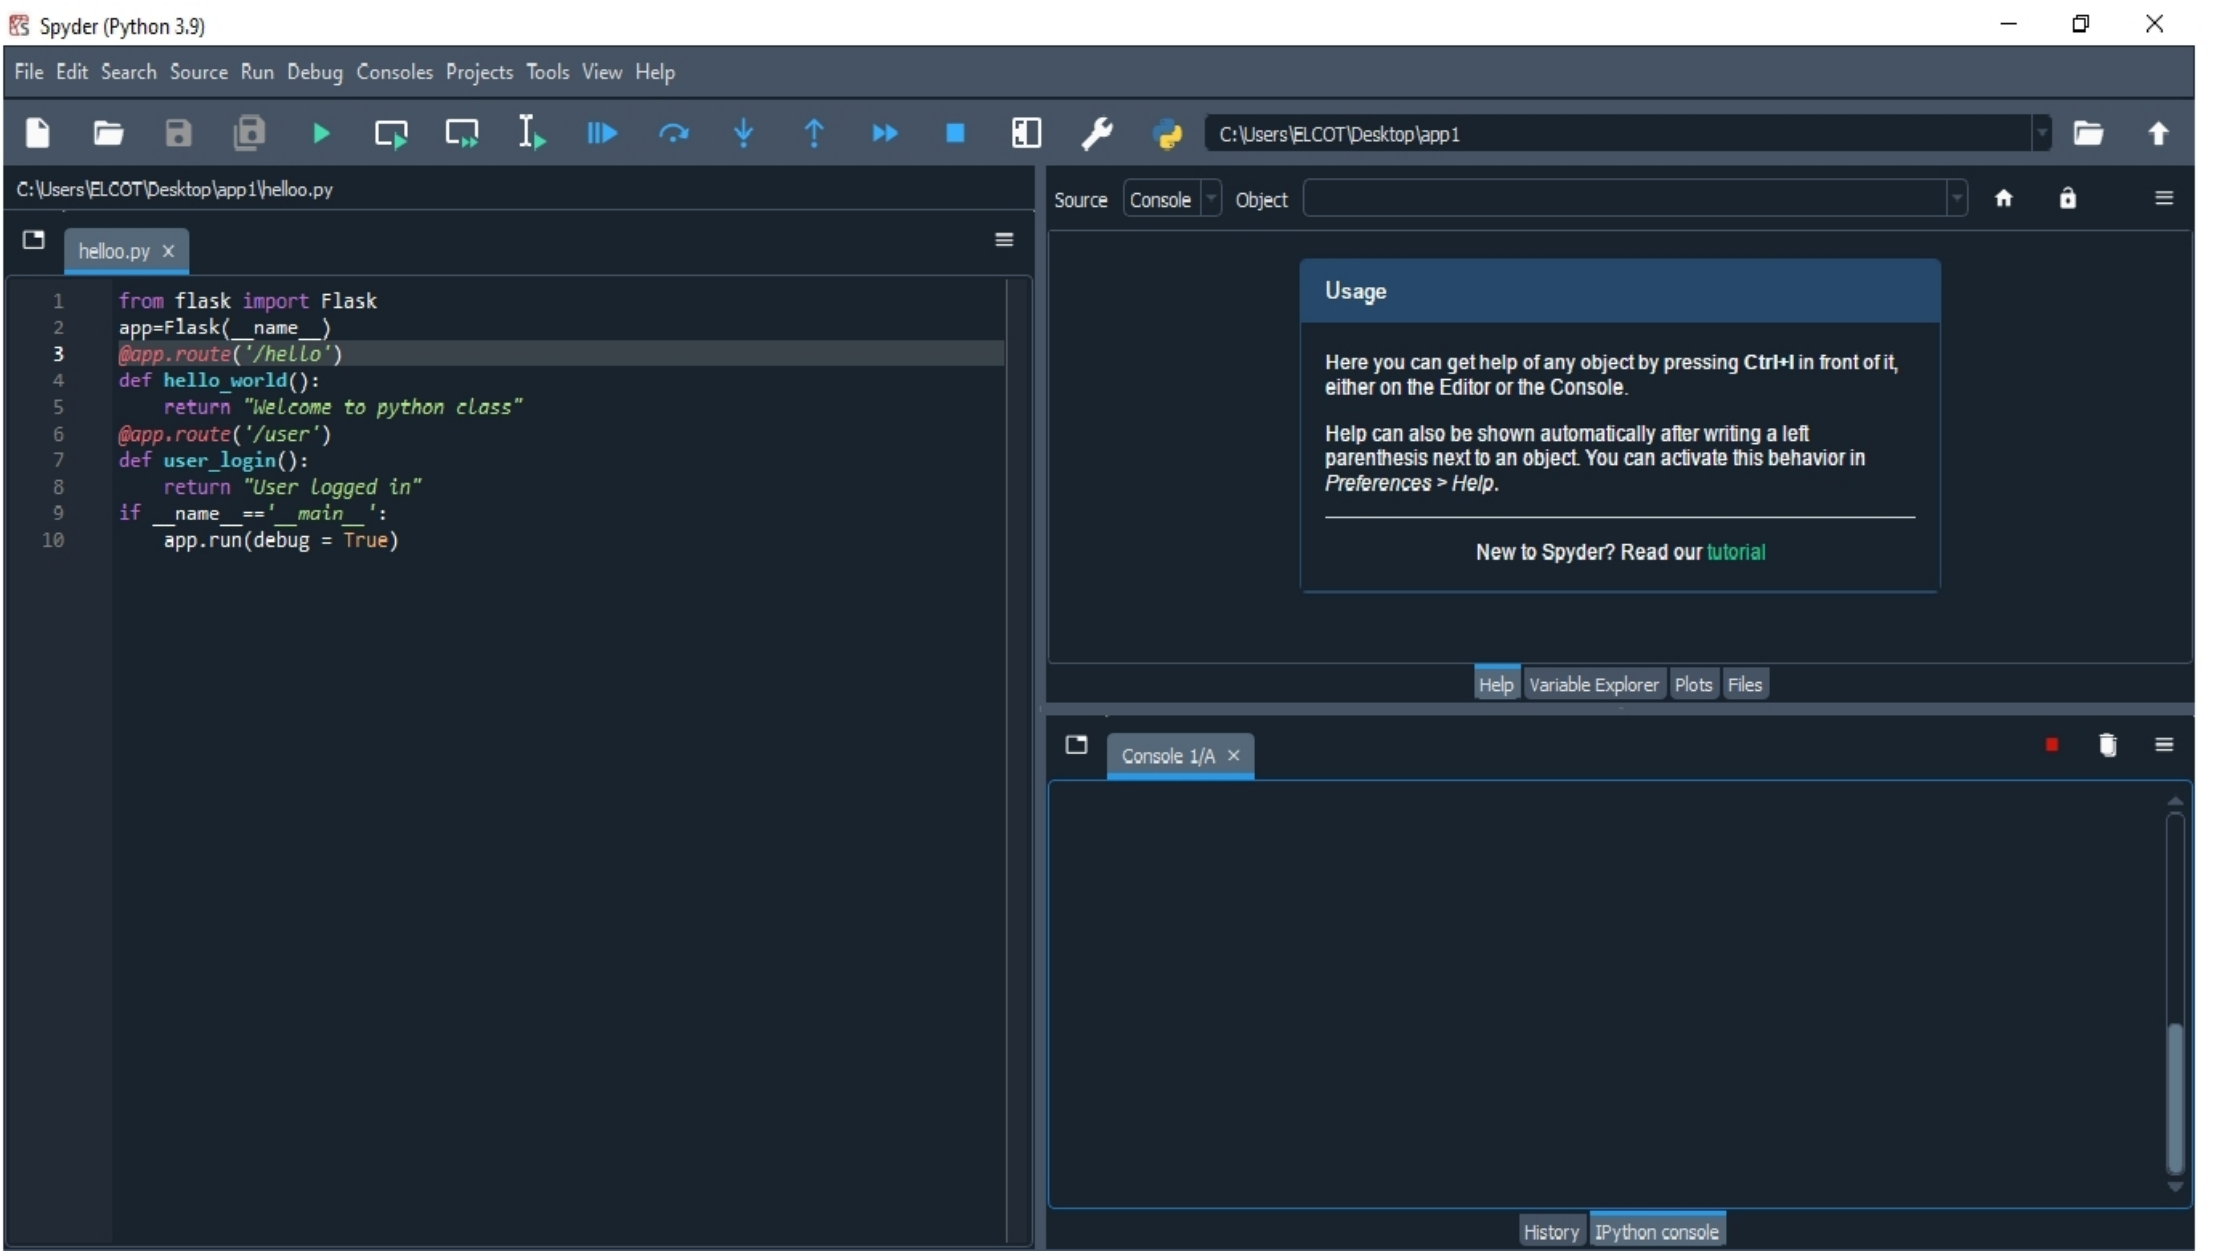 Spyder (Python 3.9)
File Edit Search Source Run Debug Consoles Projects Tools View Help
C:\Users\ELCOT\Desktop\app1
C:\Users\ELCOT\Desktop\app1\helloo.py
helloo.py
1 from flask import Flask
2 app=Flask(__name__)
3 @app.route('/hello')
4 def hello_world():
5 return "Welcome to python class"
6 @app.route('/user')
7 def user_login():
8 return "User logged in"
9 if __name__=='__main__':
10 app.run(debug = True)
Source Console Object
Usage
Here you can get help of any object by pressing Ctrl+I in front of it,
either on the Editor or the Console.
Help can also be shown automatically after writing a left
parenthesis next to an object. You can activate this behavior in
Preferences > Help.
New to Spyder? Read our tutorial
Help Variable Explorer Plots Files
Console 1/A
History IPython console